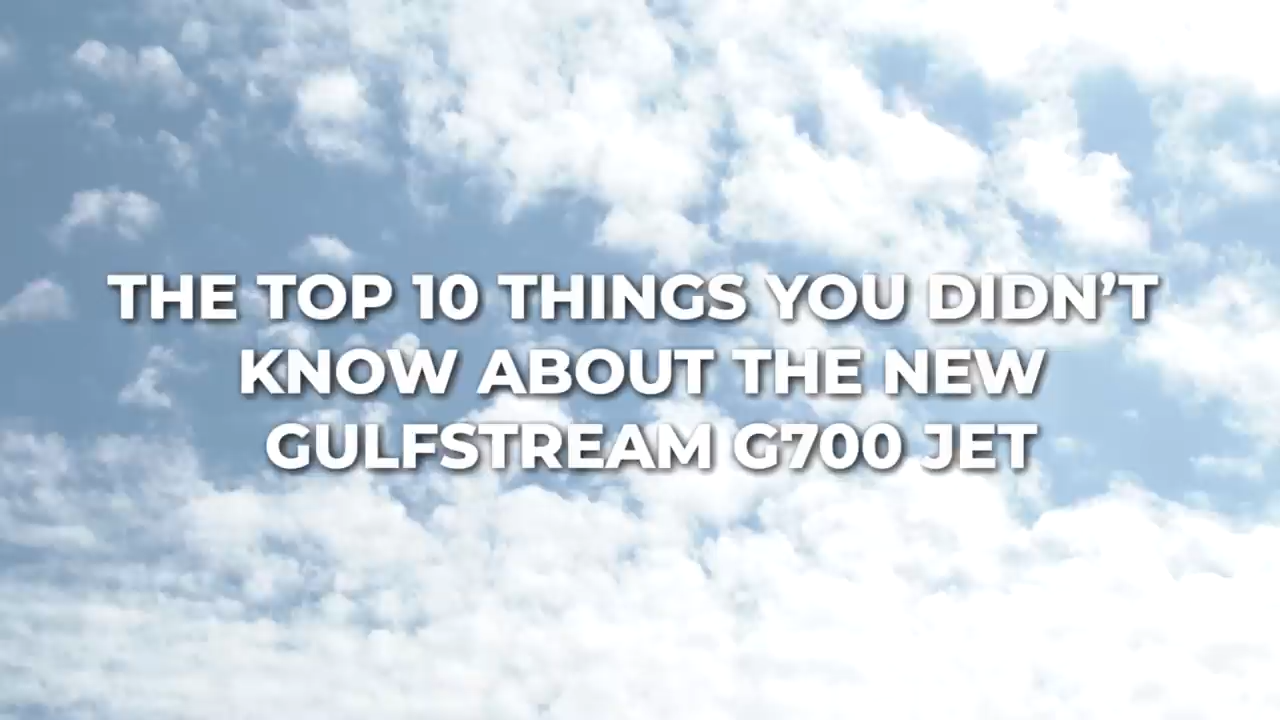 THE TOP 10 THINGS YOU DIDN’T
KNOW ABOUT THE NEW
GULFSTREAM G700 JET